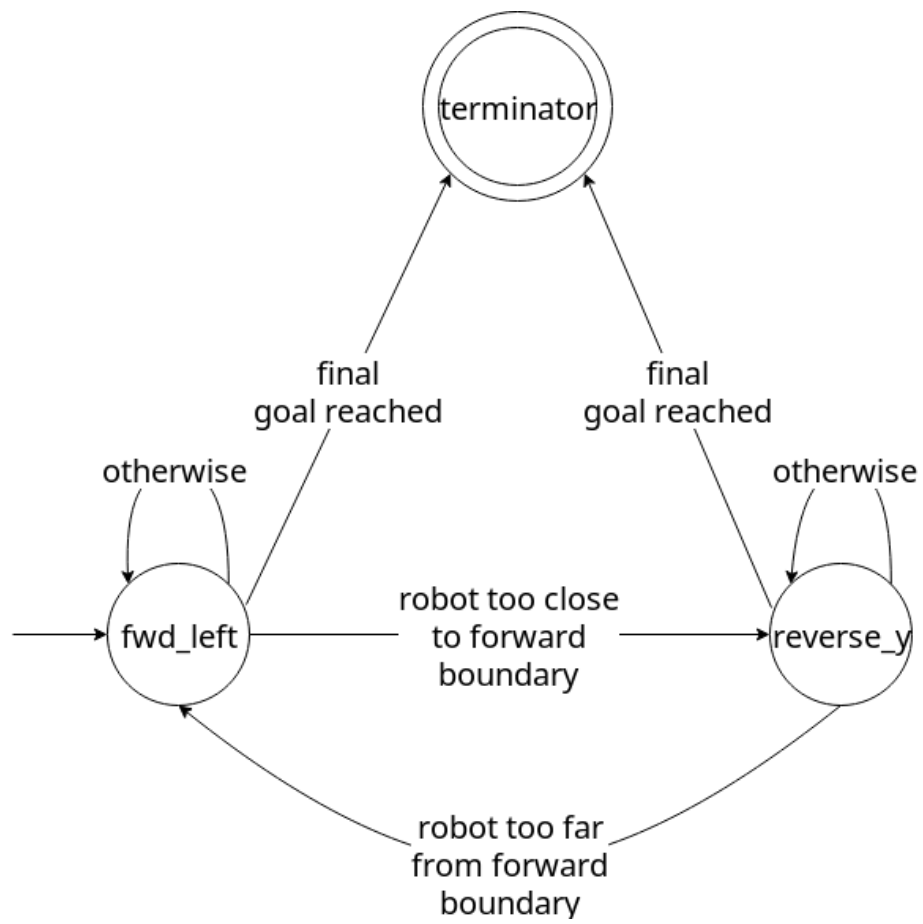 terminator
final
goal reached
final
goal reached
otherwise
otherwise
fwd_left
robot too close
to forward
boundary
reverse_y
robot too far
from forward
boundary